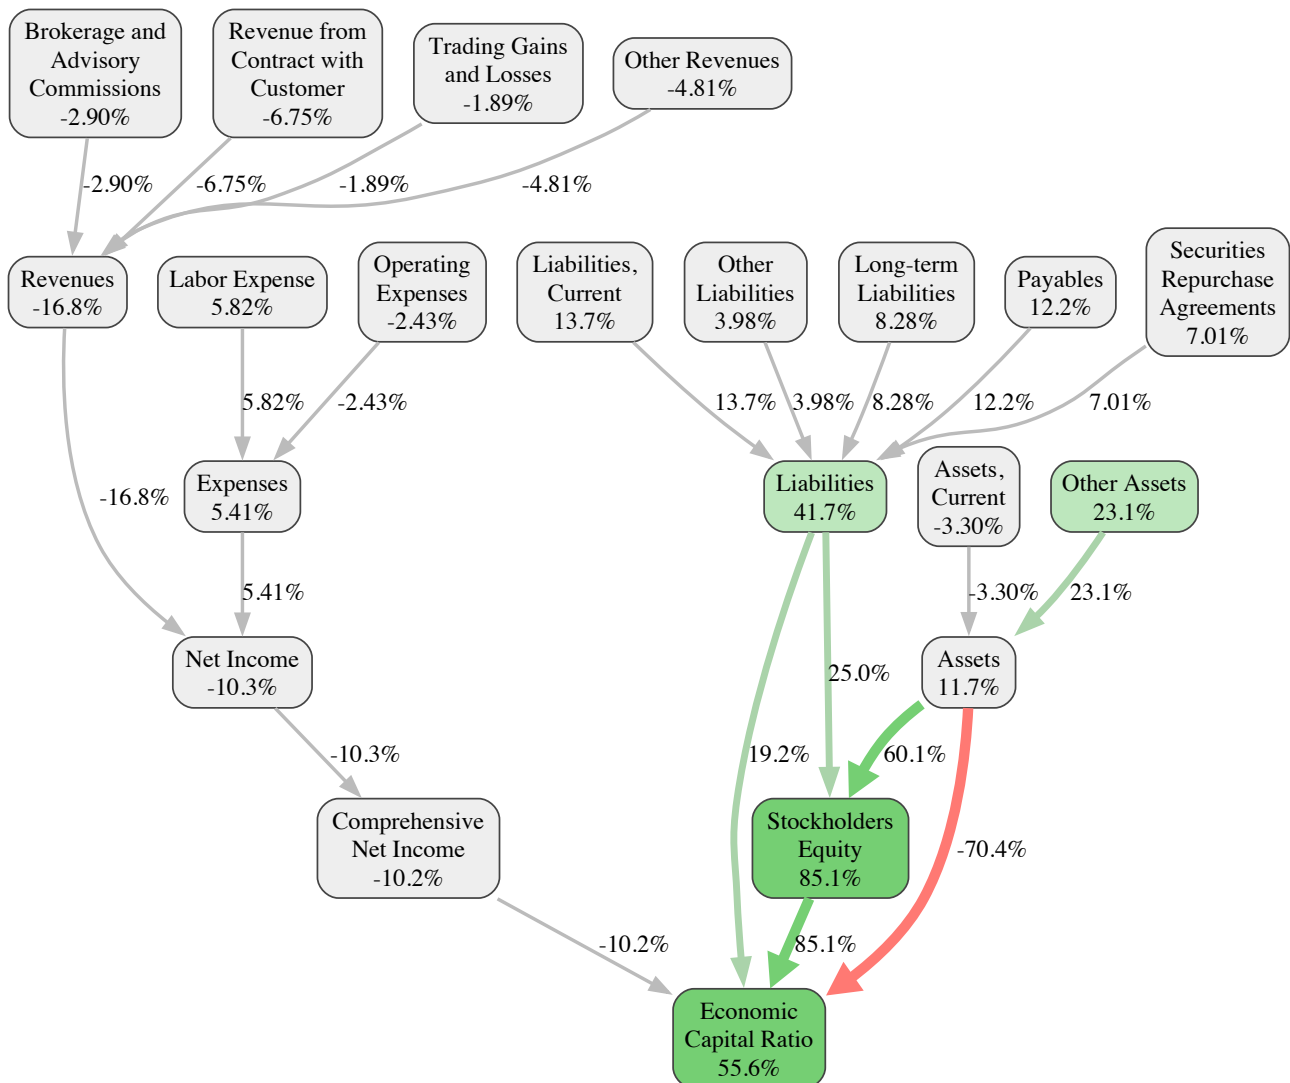 Brokerage and
Advisory
Commissions
-2.90%
Revenue from
Contract with
Customer
-6.75%
Trading Gains
and Losses
-1.89%
Other Revenues
-4.81%
-2.90%
-6.75%
-1.89%
-4.81%
Revenues
-16.8%
Labor Expense
5.82%
Operating
Expenses
-2.43%
Liabilities,
Current
13.7%
Other
Liabilities
3.98%
Long-term
Liabilities
8.28%
Payables
12.2%
Securities
Repurchase
Agreements
7.01%
5.82%
-2.43%
13.7%
3.98%
8.28%
12.2%
7.01%
-16.8%
Expenses
5.41%
Liabilities
41.7%
Assets,
Current
-3.30%
Other Assets
23.1%
5.41%
-3.30%
23.1%
Net Income
-10.3%
25.0%
Assets
11.7%
-10.3%
19.2%
60.1%
Comprehensive
Net Income
-10.2%
Stockholders
Equity
85.1%
-70.4%
-10.2%
85.1%
Economic
Capital Ratio
55.6%